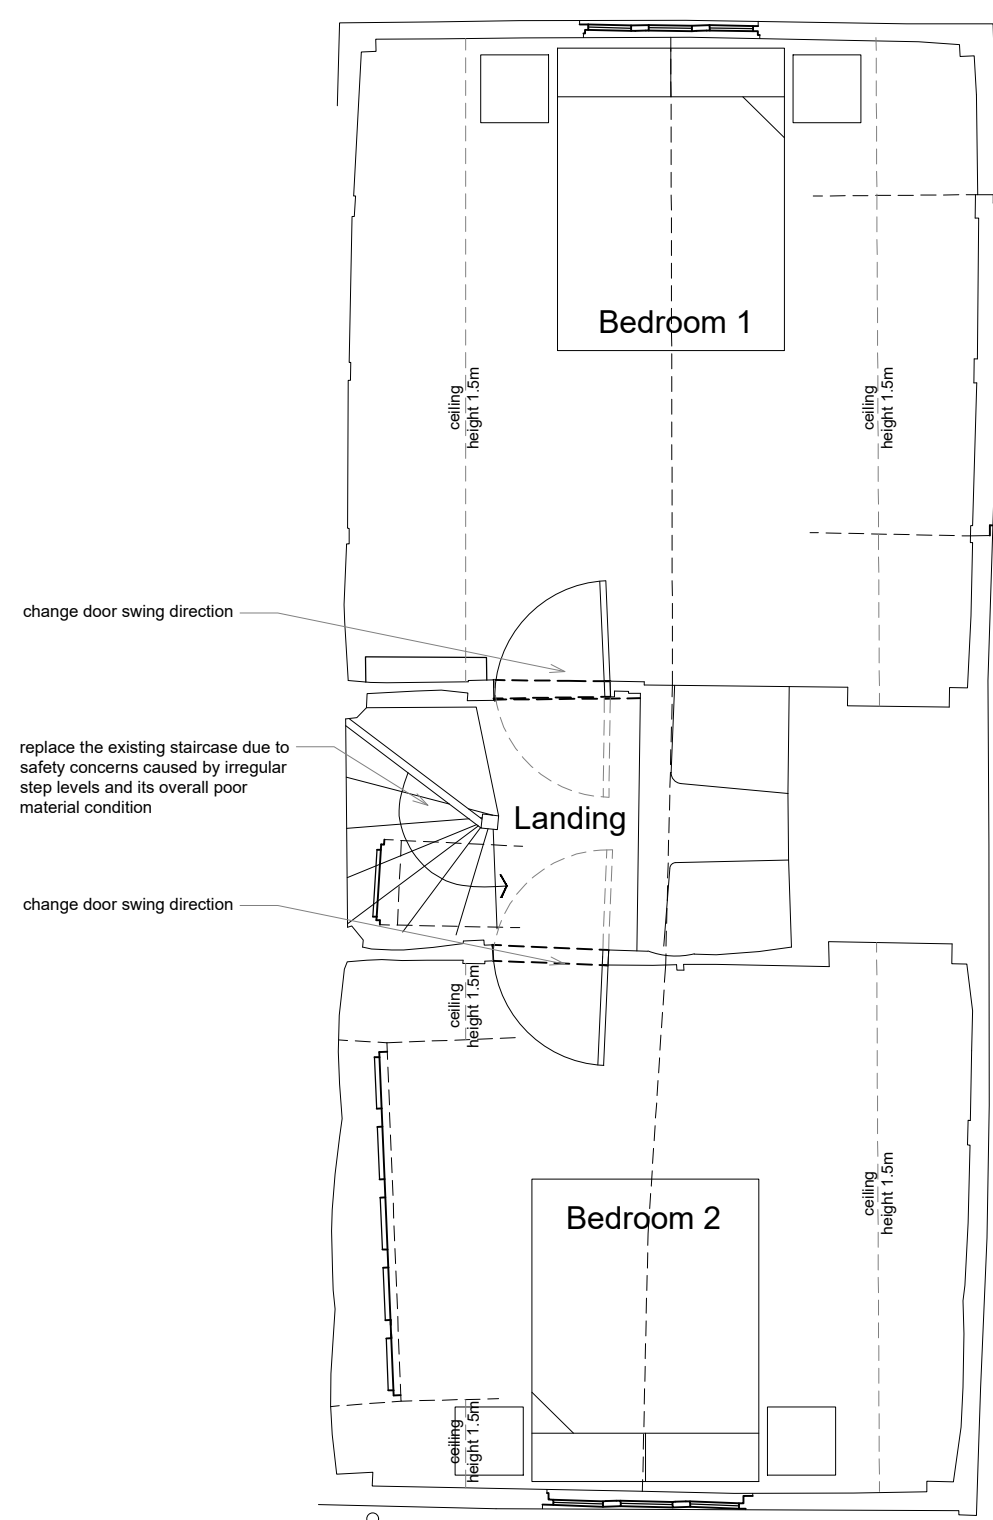 Bedroom 1
ceiling
height 1.5m
ceiling
height 1.5m
change door swing direction
replace the existing staircase due to
safety concerns caused by irregular
step levels and its overall poor
material condition
Landing
change door swing direction
ceiling
height 1.5m
ceiling
height 1.5m
Bedroom 2
ceiling
height 1.5m